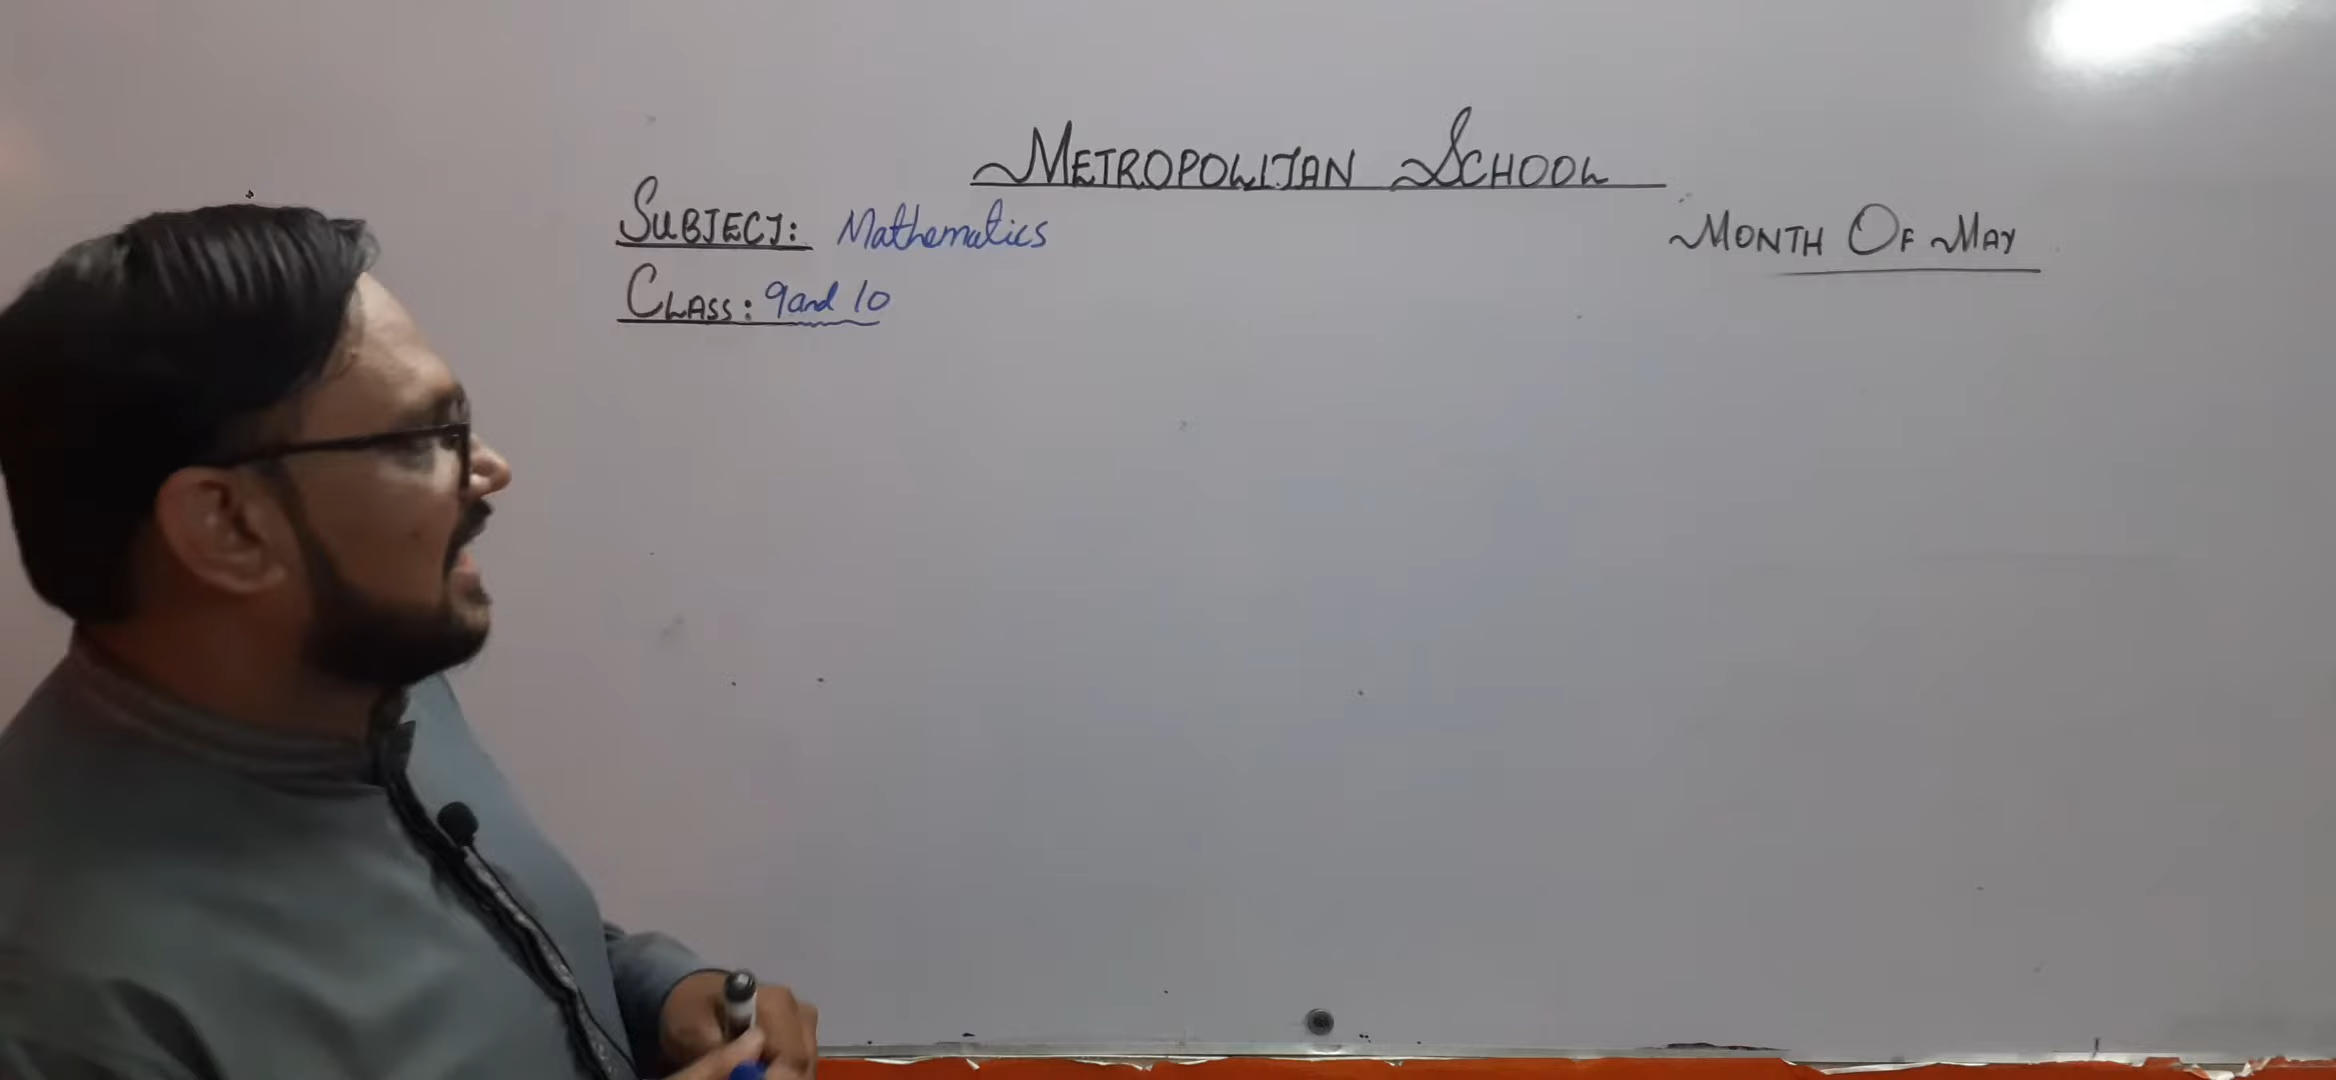 METROPOLITAN SCHOOL
SUBJECT: Mathematics
MONTH OF MAY
CLASS: 9 and 10